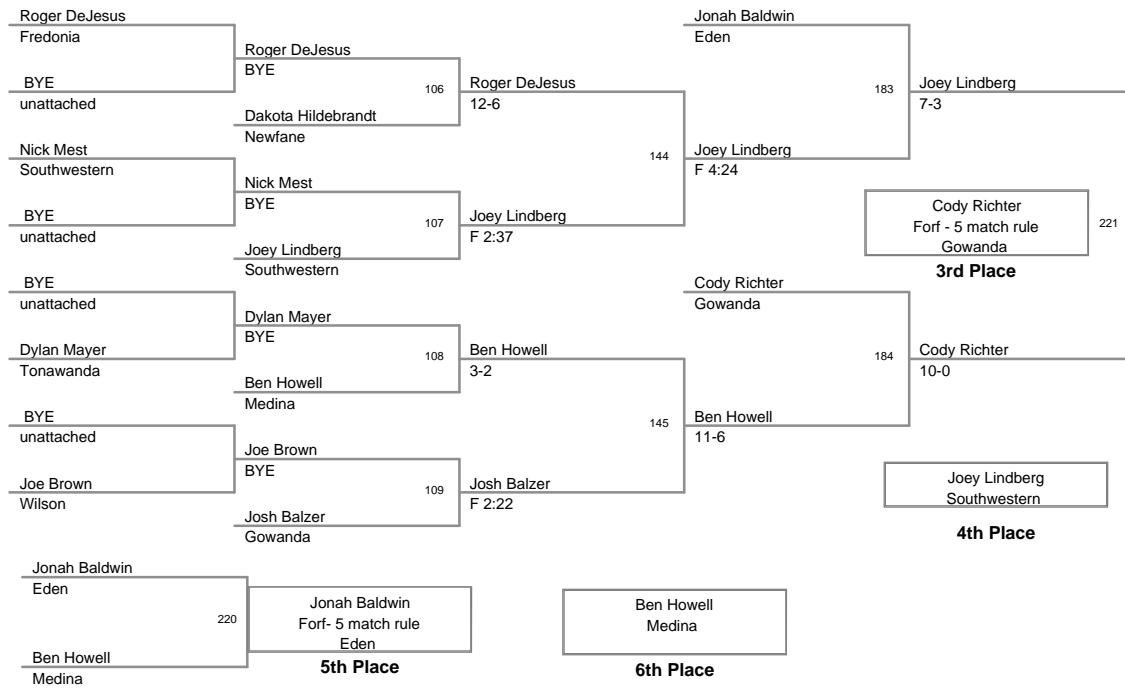 Roger DeJesus
Fredonia
BYE
unattached
Nick Mest
Southwestern
BYE
unattached
BYE
unattached
Dylan Mayer
Tonawanda
BYE
unattached
Joe Brown
Wilson
Roger DeJesus
BYE
106
Dakota Hildebrandt
Newfane
Nick Mest
BYE
107
Joey Lindberg
Southwestern
Dylan Mayer
BYE
108
Ben Howell
Medina
Joe Brown
BYE
109
Josh Balzer
Gowanda
Roger DeJesus
12-6
144
Joey Lindberg
F 2:37
Ben Howell
3-2
145
Josh Balzer
F 2:22
Jonah Baldwin
Eden
183
Joey Lindberg
F 4:24
Cody Richter
Gowanda
184
Ben Howell
11-6
Joey Lindberg
7-3
Cody Richter
Forf - 5 match rule
Gowanda
221
3rd Place
Cody Richter
10-0
Joey Lindberg
Southwestern
4th Place
Jonah Baldwin
Eden
220
Ben Howell
Medina
Jonah Baldwin
Forf- 5 match rule
Eden
5th Place
Ben Howell
Medina
6th Place